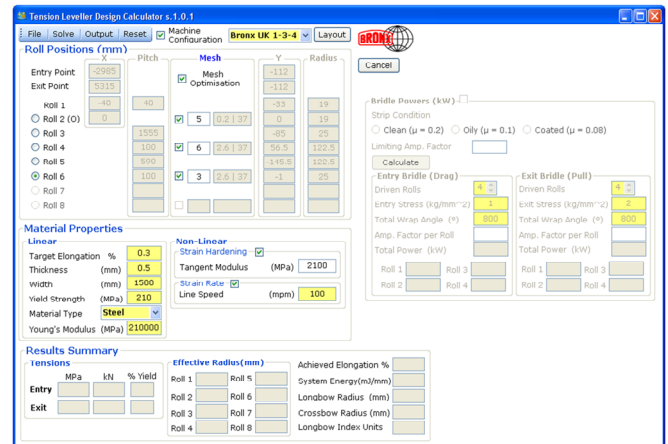 Tension Leveller Design Calculator s.1.0.1
File Solve Output Reset Machine Configuration Bronx UK 1-3-4 Layout
BRONX
Cancel
Roll Positions (mm)
X Pitch Mesh Y Radius
Entry Point -2985 Mesh Optimisation -112
Exit Point 5315 -112
Roll 1 -40 40 -33 19
Roll 2 (O) 0 5 0.2 | 37 0 19
Roll 3 1555 -85 25
Roll 4 100 6 2.6 | 37 56.5 122.5
Roll 5 500 -145.5 122.5
Roll 6 100 3 2.6 | 37 -1 25
Roll 7
Roll 8
Bridle Powers (kW)
Strip Condition
Clean (μ = 0.2) Oily (μ = 0.1) Coated (μ = 0.08)
Limiting Amp. Factor
Calculate
Entry Bridle (Drag)
Driven Rolls 4
Entry Stress (kg/mm^2) 1
Total Wrap Angle (º) 800
Amp. Factor per Roll
Total Power (kW)
Roll 1 Roll 3
Roll 2 Roll 4
Exit Bridle (Pull)
Driven Rolls 4
Exit Stress (kg/mm^2) 2
Total Wrap Angle (º) 800
Amp. Factor per Roll
Total Power (kW)
Roll 1 Roll 3
Roll 2 Roll 4
Material Properties
Linear
Target Elongation % 0.3
Thickness (mm) 0.5
Width (mm) 1500
Yield Strength (MPa) 210
Material Type Steel
Young's Modulus (MPa) 210000
Non-Linear
Strain Hardening
Tangent Modulus (MPa) 2100
Strain Rate
Line Speed (mpm) 100
Results Summary
Tensions
MPa kN % Yield
Entry
Exit
Effective Radius(mm)
Roll 1 Roll 5
Roll 2 Roll 6
Roll 3 Roll 7
Roll 4 Roll 8
Achieved Elongation %
System Energy(mJ/mm)
Longbow Radius (mm)
Crossbow Radius (mm)
Longbow Index Units